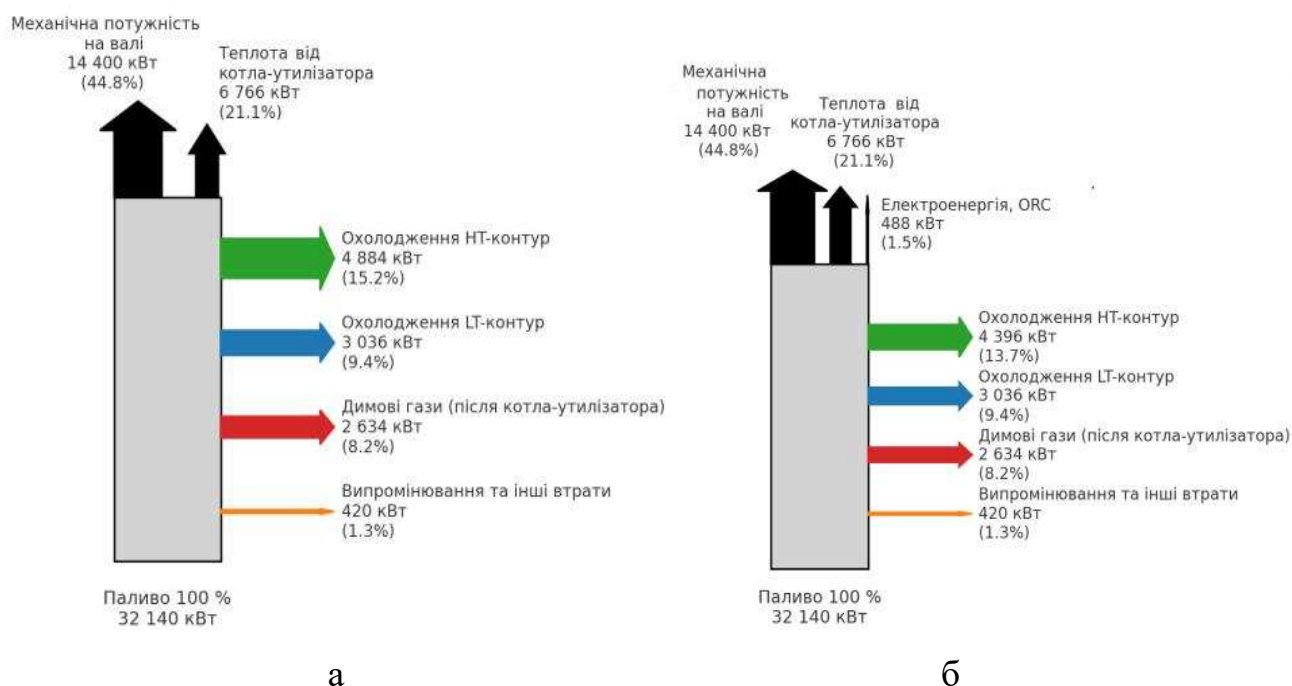 Механічна потужність
на валі
14 400 кВт
(44.8%)
Теплота від
котла-утилізатора
6 766 кВт
(21.1%)
Охолодження HT-контур
4 884 кВт
(15.2%)
Охолодження LT-контур
3 036 кВт
(9.4%)
Димові гази (після котла-утилізатора)
2 634 кВт
(8.2%)
Випромінювання та інші втрати
420 кВт
(1.3%)
Паливо 100 %
32 140 кВт
а
Механічна
потужність
на валі
14 400 кВт
(44.8%)
Теплота від
котла-утилізатора
6 766 кВт
(21.1%)
Електроенергія, ORC
488 кВт
(1.5%)
Охолодження HT-контур
4 396 кВт
(13.7%)
Охолодження LT-контур
3 036 кВт
(9.4%)
Димові гази (після котла-утилізатора)
2 634 кВт
(8.2%)
Випромінювання та інші втрати
420 кВт
(1.3%)
Паливо 100 %
32 140 кВт
б